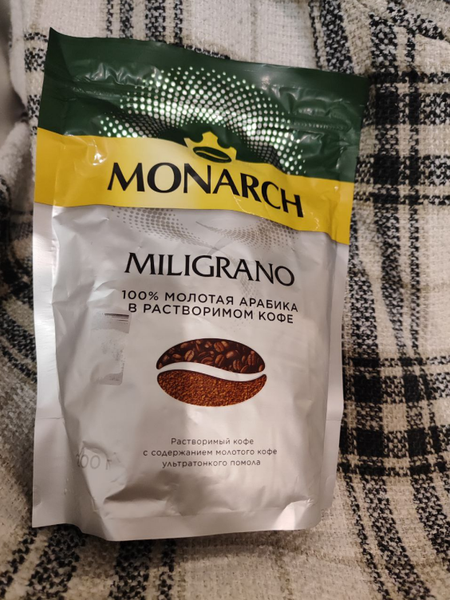 MONARCH
MILIGRANO
100% МОЛОТАЯ АРАБИКА
В РАСТВОРИМОМ КОФЕ
Растворимый кофе
с содержанием молотого кофе
ультратонкого помола